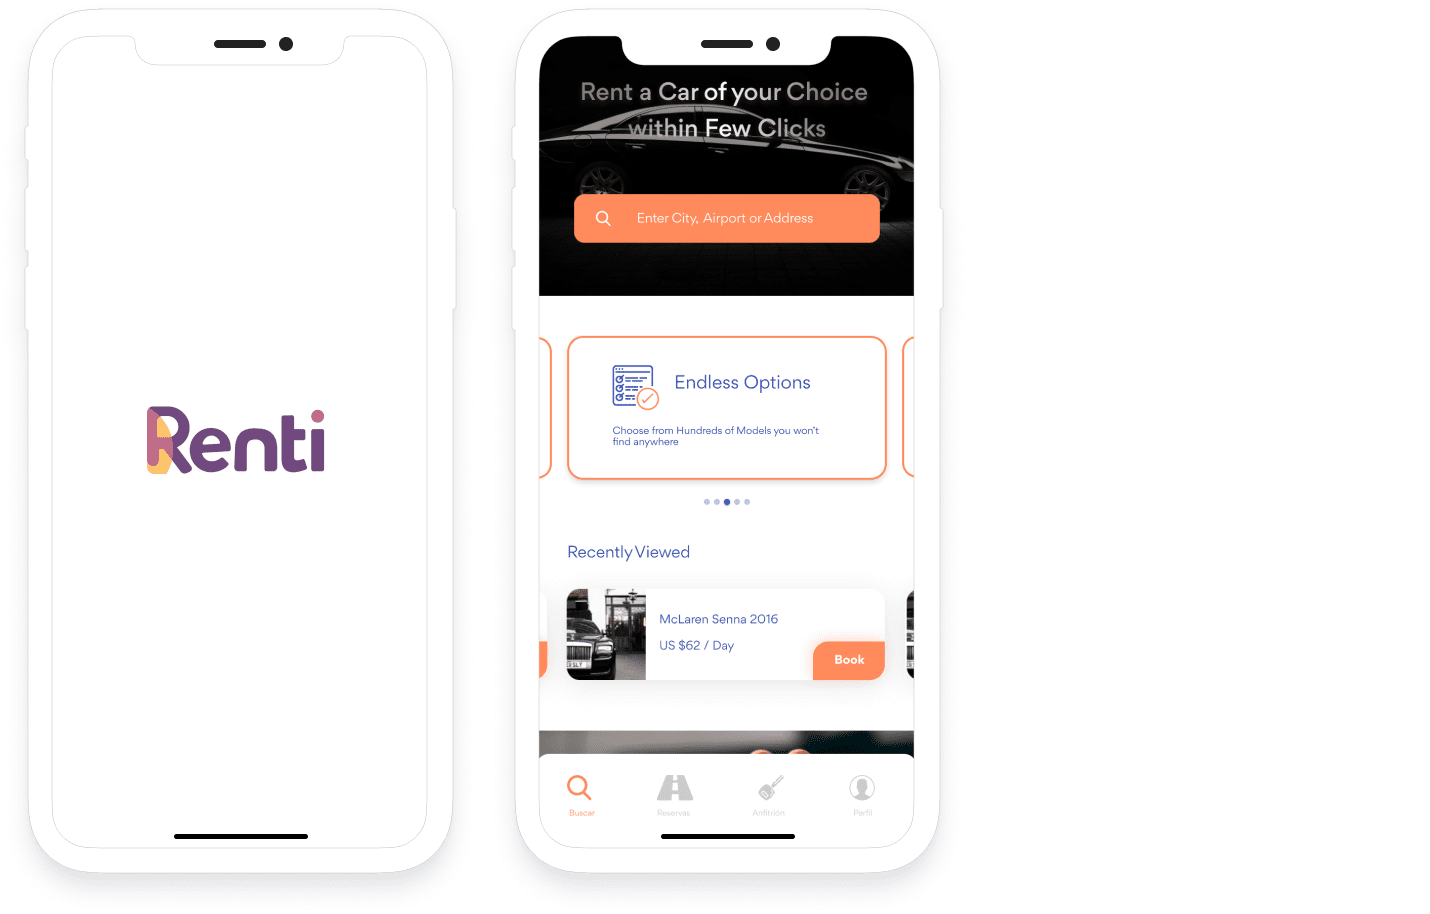 Renti
Rent a Car of your Choice
within Few Clicks
Enter City, Airport or Address
Endless Options
Choose from Hundreds of Models you won't
find anywhere
Recently Viewed
McLaren Senna 2016
US $62 / Day
Book
Buscar
Reservas
Anfitrión
Perfil